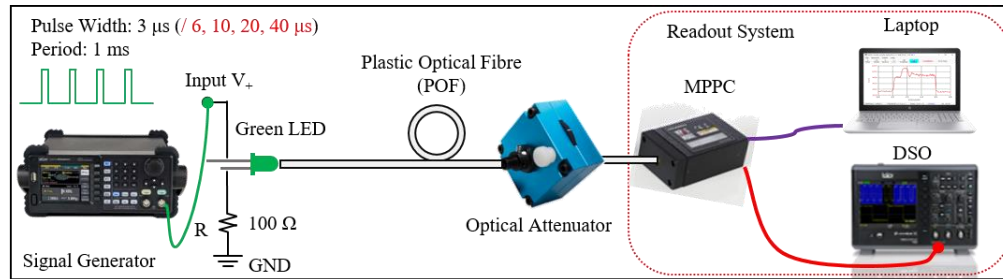 Pulse Width: 3 μs (/ 6, 10, 20, 40 μs)
Period: 1 ms
Input V+
Green LED
R
100 Ω
GND
Signal Generator
Plastic Optical Fibre
(POF)
Optical Attenuator
Readout System
MPPC
Laptop
DSO